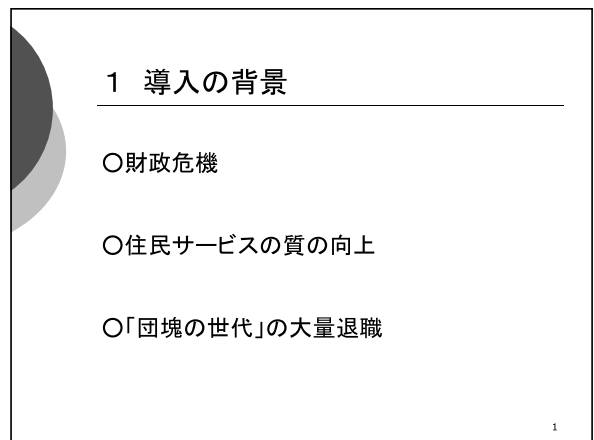 １　導入の背景
○財政危機
○住民サービスの質の向上
○「団塊の世代」の大量退職
1